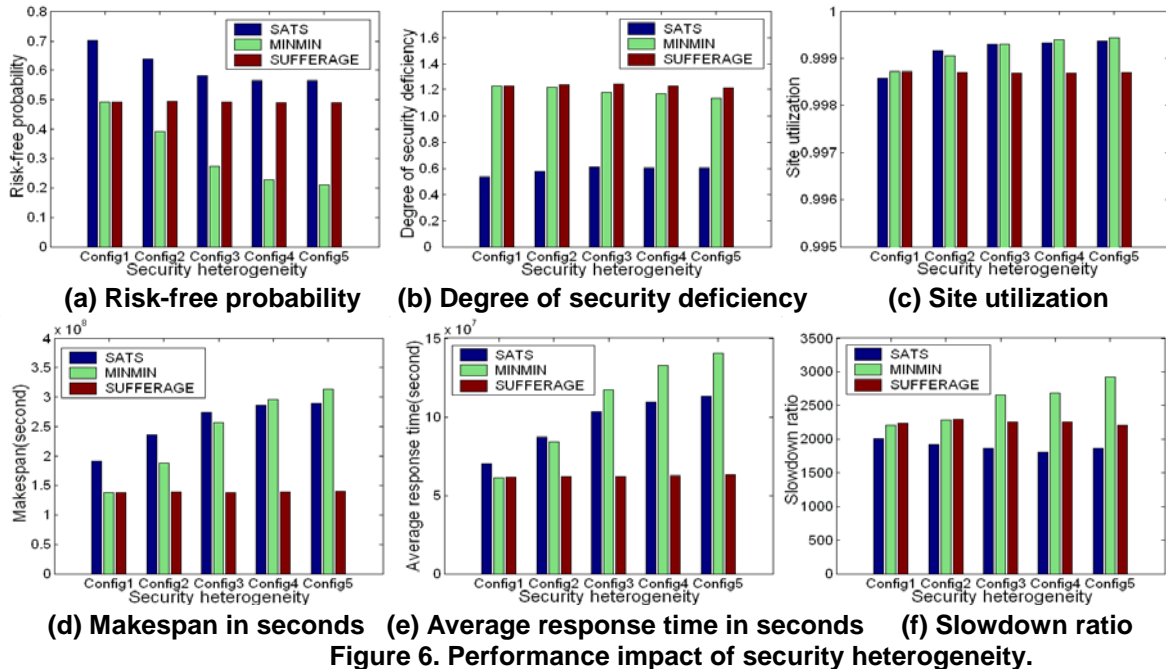 0.8
0.7
0.6
0.5
0.4
0.3
0.2
0.1
0
Risk-free probability
SATS
MINMIN
SUFFERAGE
Config1 Config2 Config3 Config4 Config5
Security heterogeneity
(a) Risk-free probability
1.6
1.4
1.2
1
0.8
0.6
0.4
0.2
0
Degree of security deficiency
SATS
MINMIN
SUFFERAGE
Config1 Config2 Config3 Config4 Config5
Security heterogeneity
(b) Degree of security deficiency
0.999
0.998
0.997
0.996
0.995
Site utilization
SATS
MINMIN
SUFFERAGE
Config1 Config2 Config3 Config4 Config5
Security heterogeneity
(c) Site utilization
x 10^8
4
3.5
3
2.5
2
1.5
1
0.5
0
Makespan(second)
SATS
MINMIN
SUFFERAGE
Config1 Config2 Config3 Config4 Config5
Security heterogeneity
(d) Makespan in seconds
x 10^7
15
10
5
0
Average response time(second)
SATS
MINMIN
SUFFERAGE
Config1 Config2 Config3 Config4 Config5
Security heterogeneity
(e) Average response time in seconds
3500
3000
2500
2000
1500
1000
500
0
Slowdown ratio
SATS
MINMIN
SUFFERAGE
Config1 Config2 Config3 Config4 Config5
Security heterogeneity
(f) Slowdown ratio
Figure 6. Performance impact of security heterogeneity.